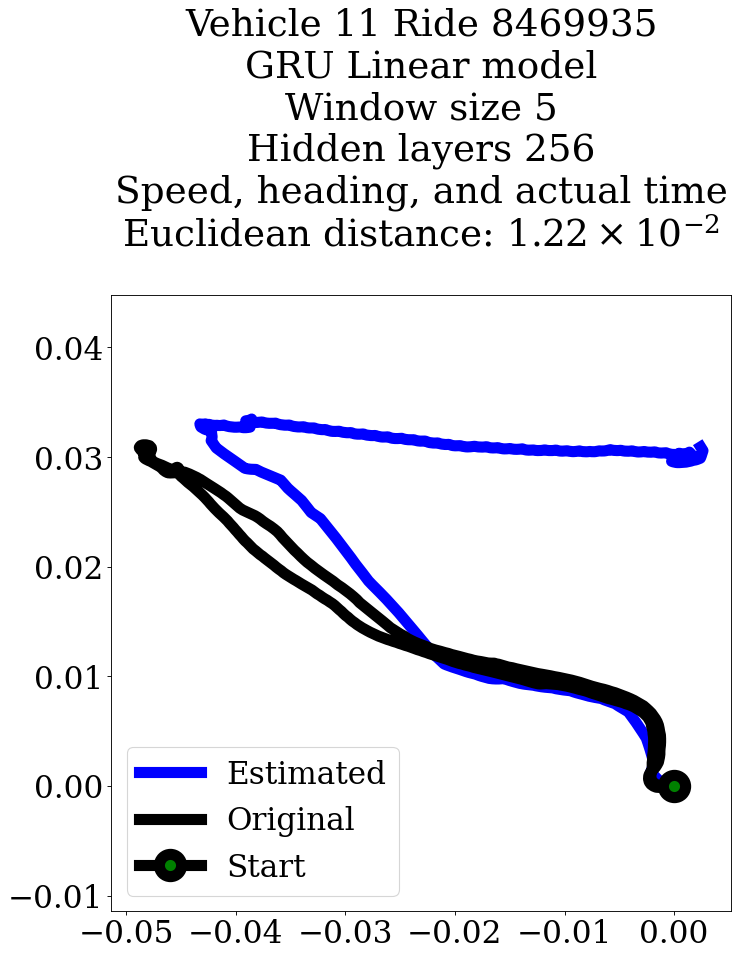 Vehicle 11 Ride 8469935
GRU Linear model
Window size 5
Hidden layers 256
Speed, heading, and actual time
Euclidean distance: 1.22 × 10⁻²
0.04
0.03
0.02
0.01
0.00
−0.01
Estimated
Original
Start
−0.05 −0.04 −0.03 −0.02 −0.01 0.00